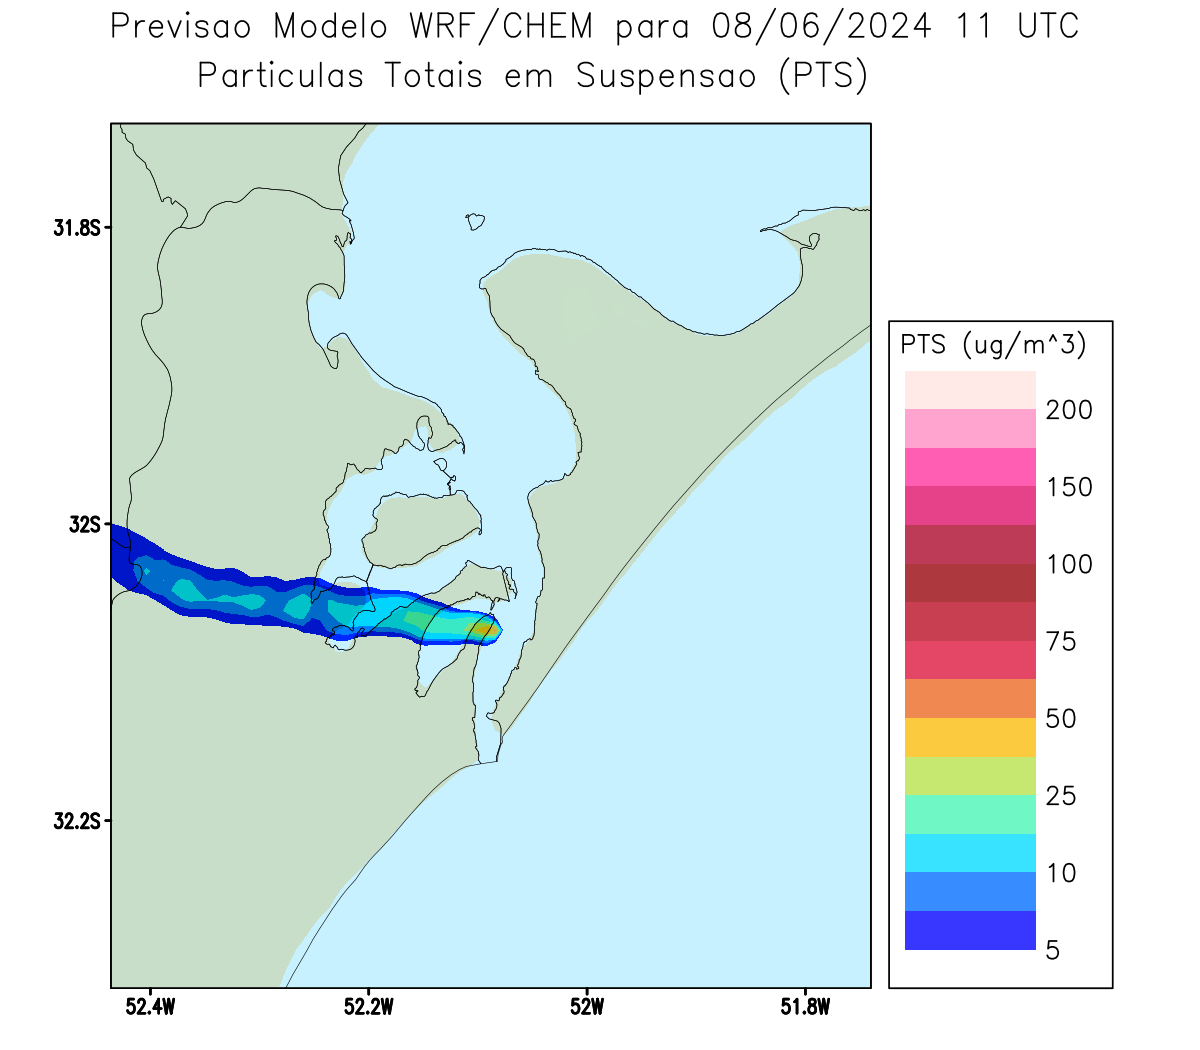 Previsao Modelo WRF/CHEM para 08/06/2024 11 UTC
Particulas Totais em Suspensao (PTS)
31.8S
32S
32.2S
52.4W
52.2W
52W
51.8W
PTS (ug/m^3)
200
150
100
75
50
25
10
5